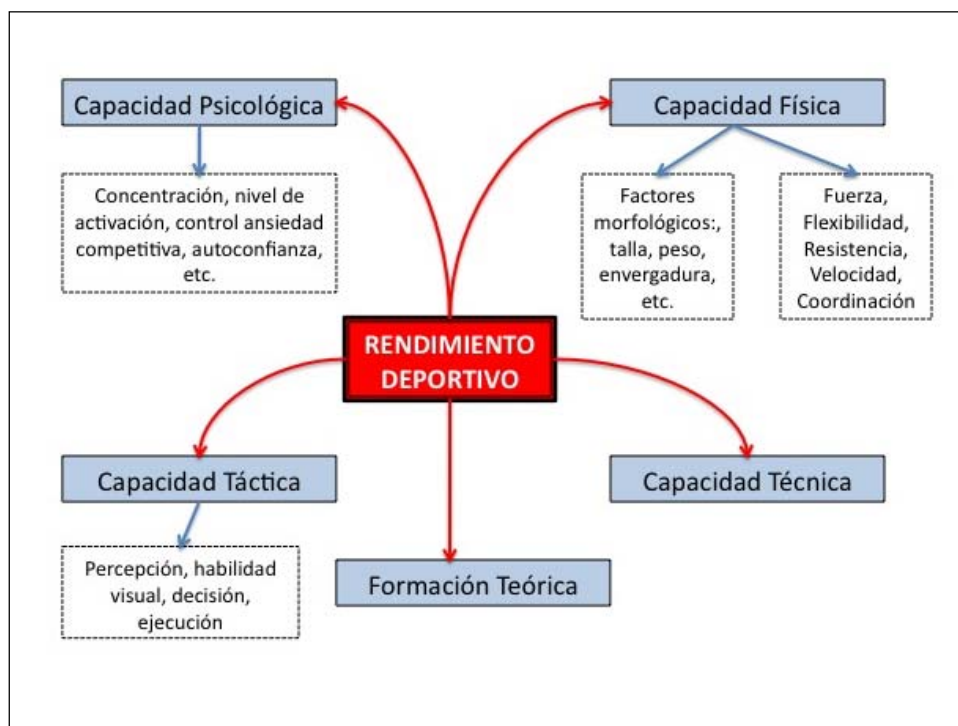 Capacidad Psicológica
Concentración, nivel de
activación, control ansiedad
competitiva, autoconfianza,
etc.
Capacidad Física
Factores
morfológicos:,
talla, peso,
envergadura,
etc.
Fuerza,
Flexibilidad,
Resistencia,
Velocidad,
Coordinación
RENDIMIENTO
DEPORTIVO
Capacidad Táctica
Percepción, habilidad
visual, decisión,
ejecución
Formación Teórica
Capacidad Técnica